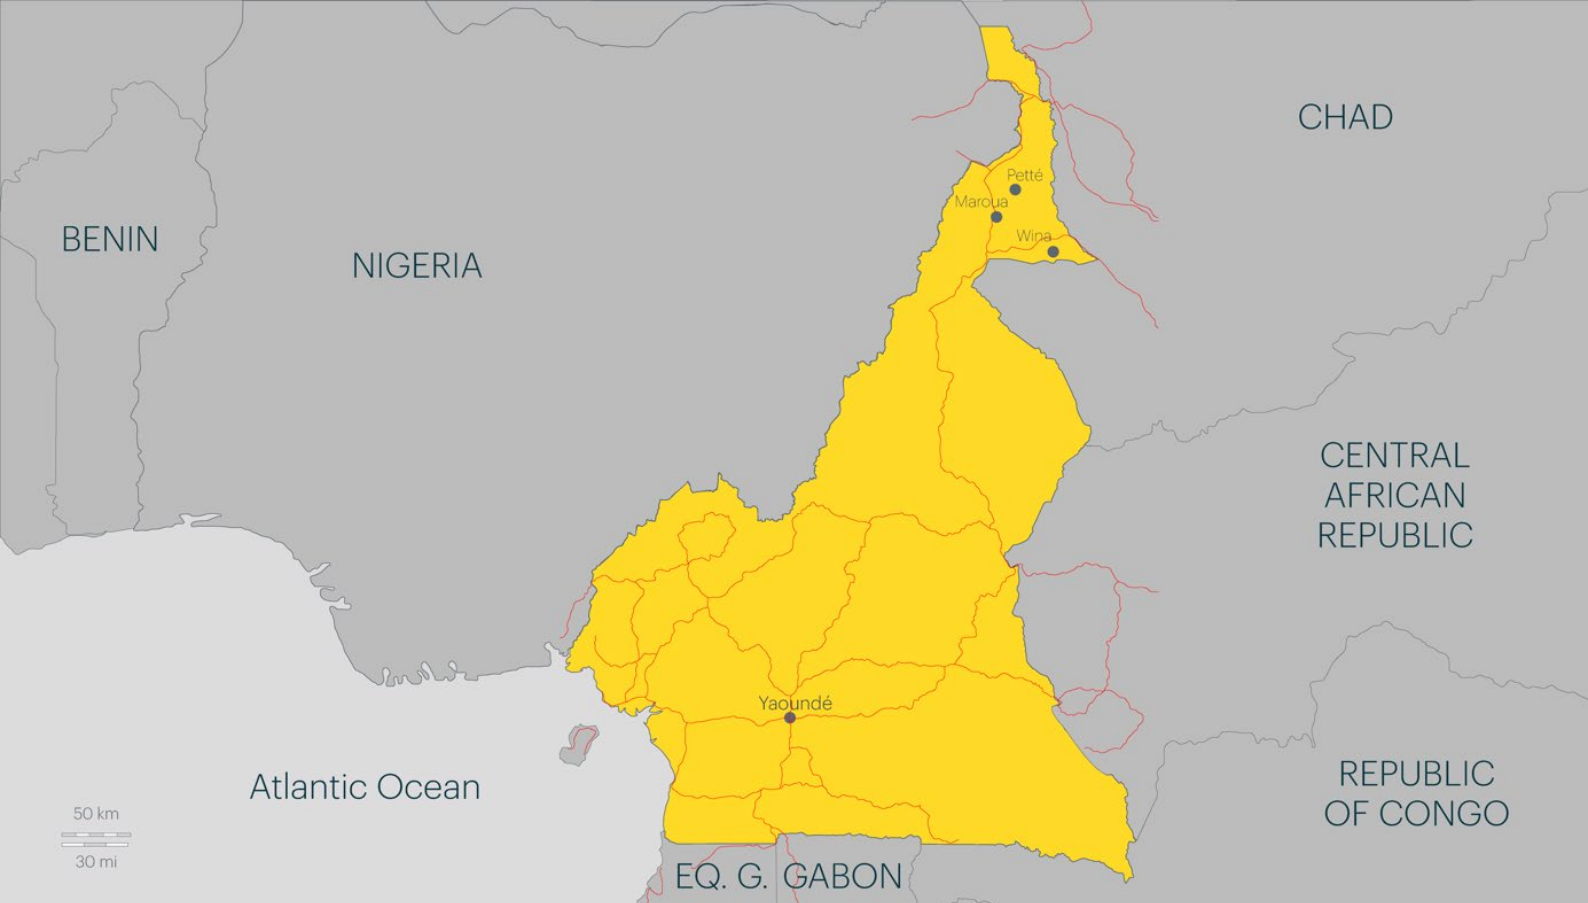 CHAD
Petté
Maroua
BENIN
Wina
NIGERIA
CENTRAL
AFRICAN
REPUBLIC
Yaoundé
Atlantic Ocean
REPUBLIC
OF CONGO
50 km
30 mi
EQ. G.
GABON